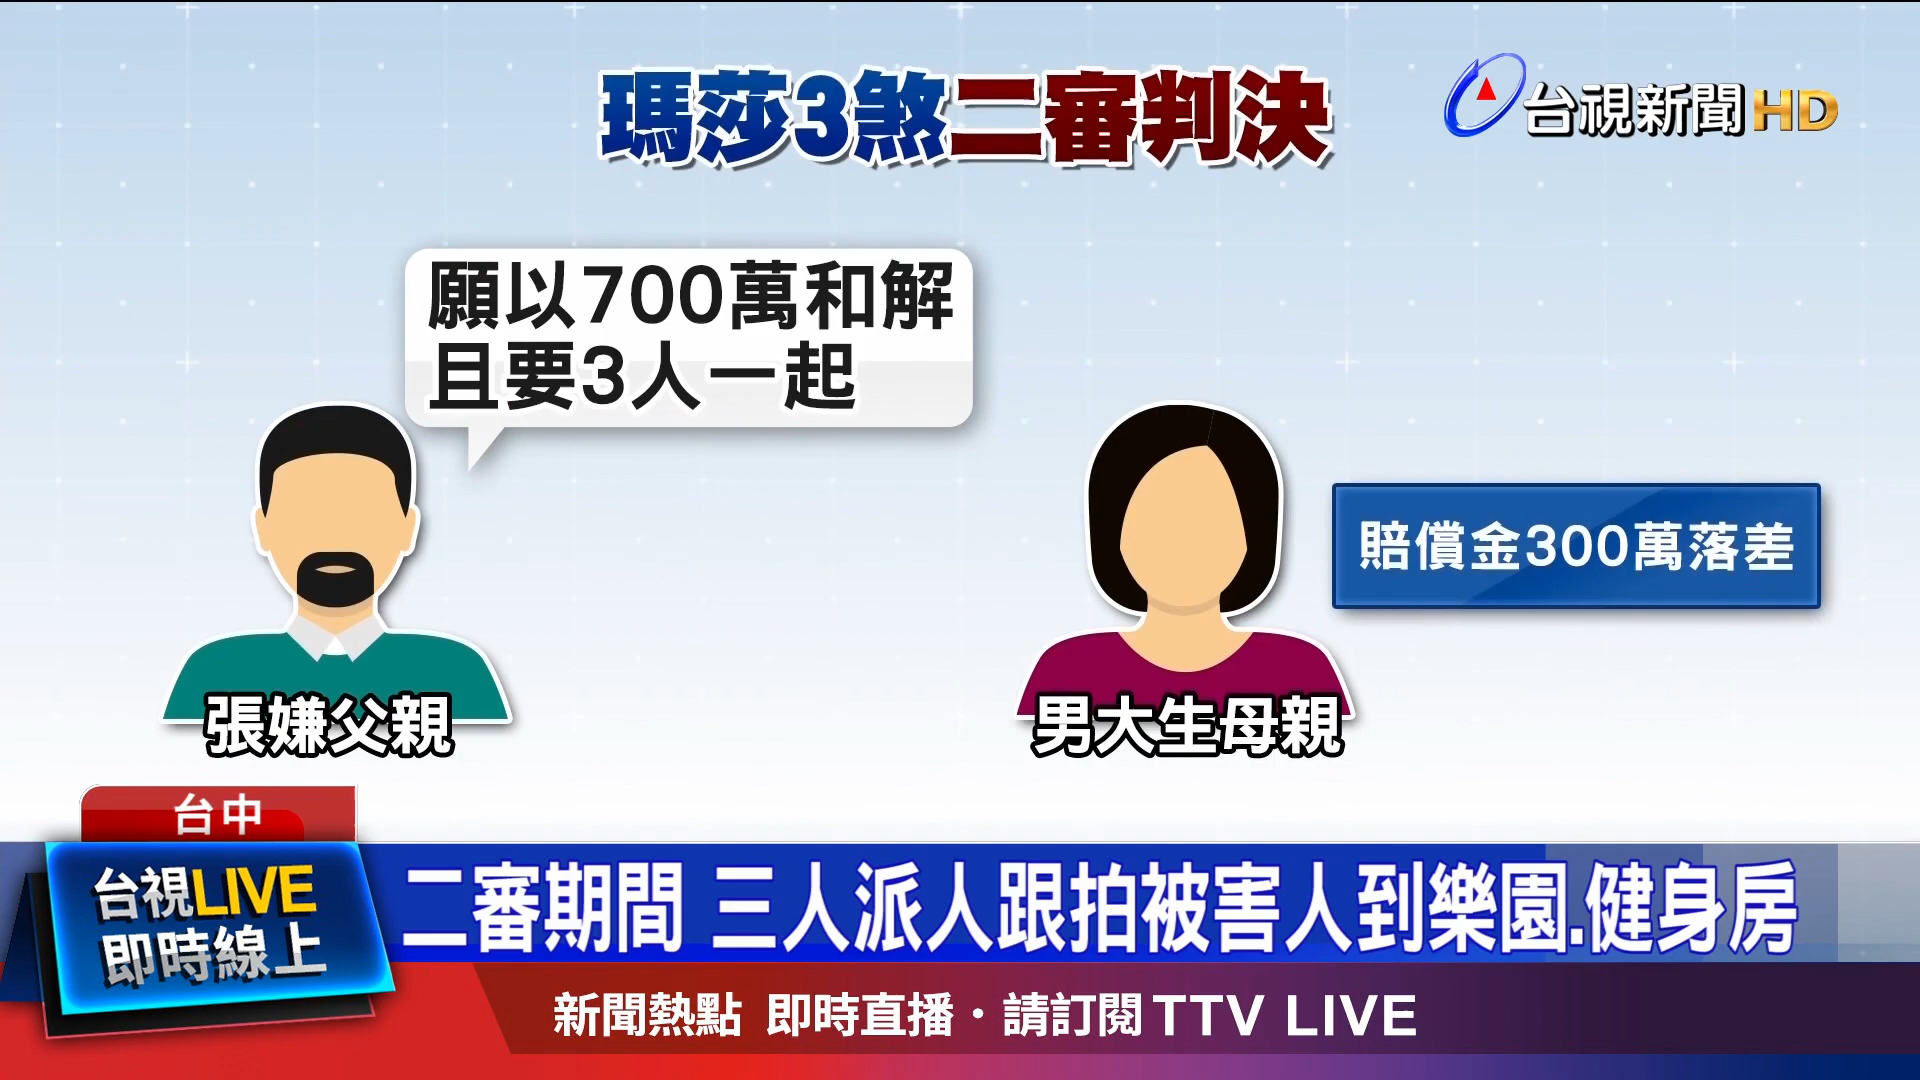 瑪莎3煞二審判決
台視新聞HD
願以700萬和解
且要3人一起
賠償金300萬落差
張嫌父親
男大生母親
台中
台視LIVE
即時線上
二審期間 三人派人跟拍被害人到樂園.健身房
新聞熱點 即時直播・請訂閱TTV LIVE